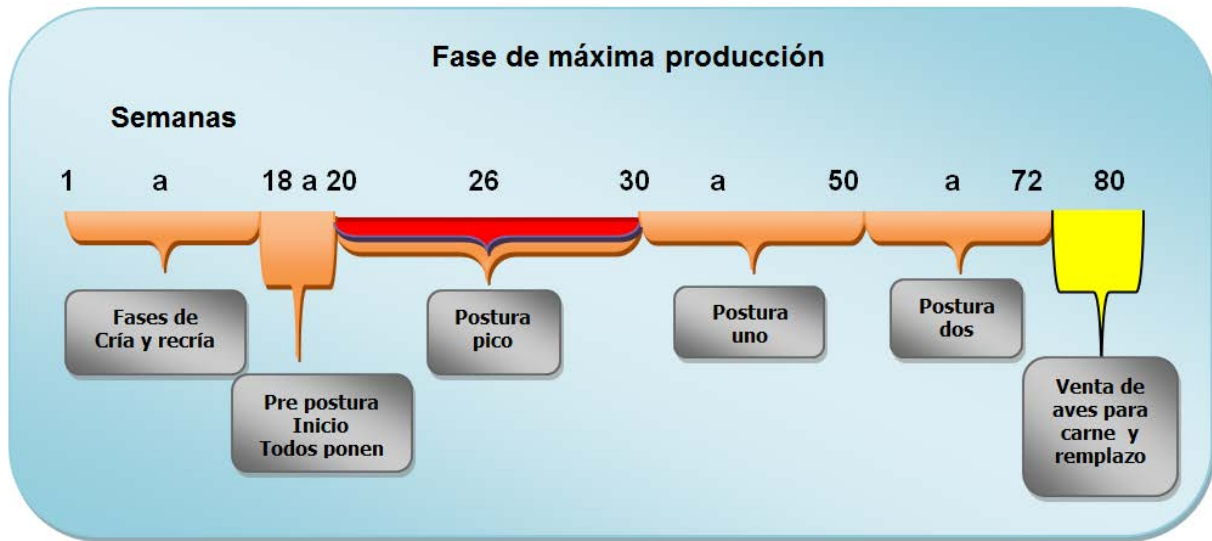 Fase de máxima producción
Semanas
1 a 18 a 20 26 30 a 50 a 72 80
Fases de
Cría y recría
Pre postura
Inicio
Todos ponen
Postura
pico
Postura
uno
Postura
dos
Venta de
aves para
carne y
remplazo